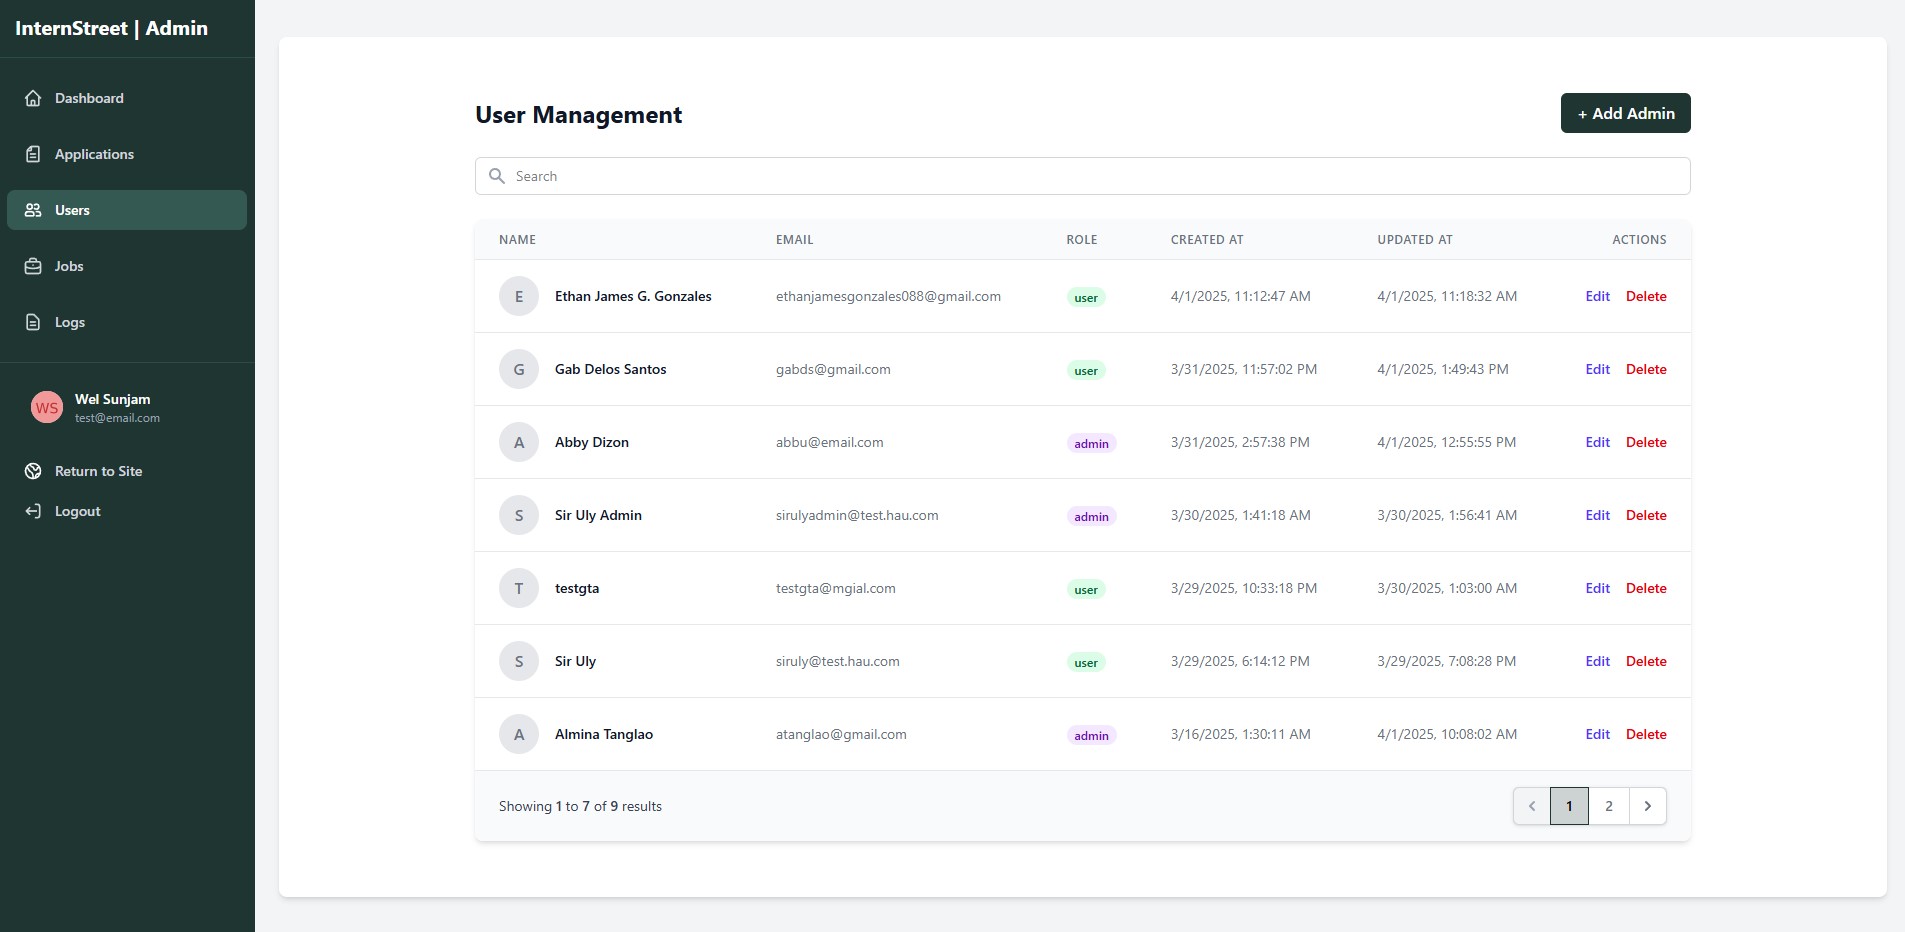 InternStreet | Admin
Dashboard
Applications
Users
Jobs
Logs
WS
Wel Sunjam
test@email.com
Return to Site
Logout
User Management
+ Add Admin
Search
NAME EMAIL ROLE CREATED AT UPDATED AT ACTIONS
E Ethan James G. Gonzales ethanjamesgonzales088@gmail.com user 4/1/2025, 11:12:47 AM 4/1/2025, 11:18:32 AM Edit Delete
G Gab Delos Santos gabds@gmail.com user 3/31/2025, 11:57:02 PM 4/1/2025, 1:49:43 PM Edit Delete
A Abby Dizon abbu@email.com admin 3/31/2025, 2:57:38 PM 4/1/2025, 12:55:55 PM Edit Delete
S Sir Uly Admin sirulyadmin@test.hau.com admin 3/30/2025, 1:41:18 AM 3/30/2025, 1:56:41 AM Edit Delete
T testgta testgta@mgial.com user 3/29/2025, 10:33:18 PM 3/30/2025, 1:03:00 AM Edit Delete
S Sir Uly siruly@test.hau.com user 3/29/2025, 6:14:12 PM 3/29/2025, 7:08:28 PM Edit Delete
A Almina Tanglao atanglao@gmail.com admin 3/16/2025, 1:30:11 AM 4/1/2025, 10:08:02 AM Edit Delete
Showing 1 to 7 of 9 results
1 2